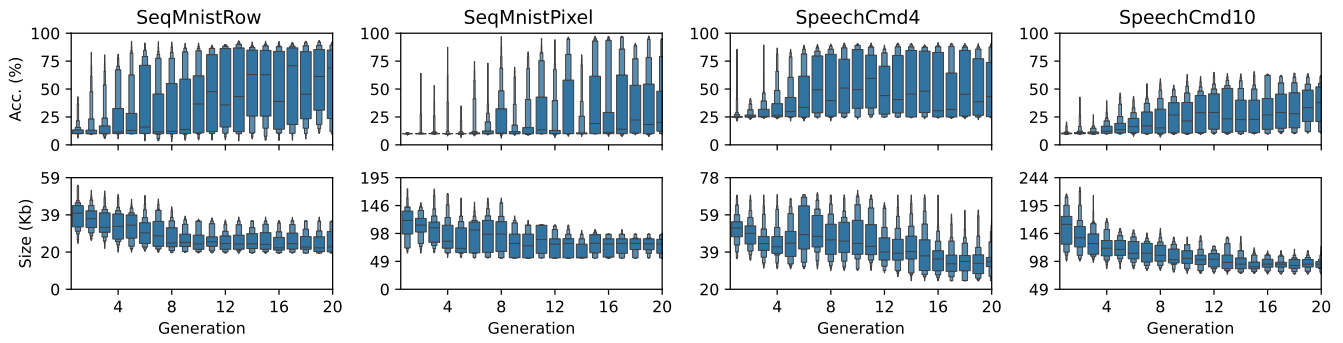 SeqMnistRow SeqMnistPixel SpeechCmd4 SpeechCmd10
Acc. (%)
100 75 50 25 0
100 75 50 25 0
100 75 50 25 0
100 75 50 25 0
Size (Kb)
59 39 20 0
195 146 98 49 0
78 59 39 20
244 195 146 98 49
4 8 12 16 20
4 8 12 16 20
4 8 12 16 20
4 8 12 16 20
Generation Generation Generation Generation